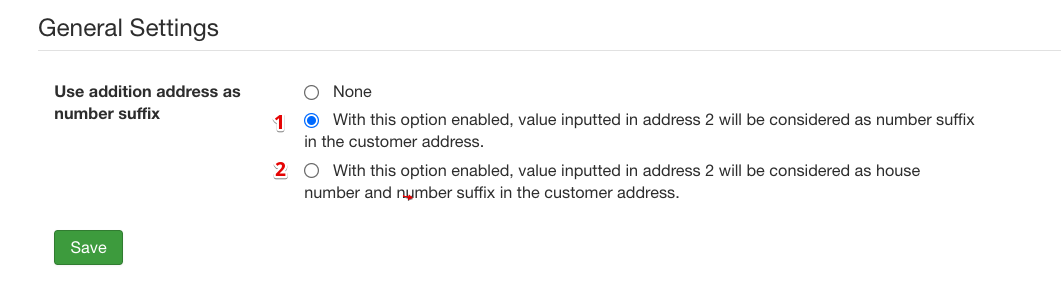 General Settings
Use addition address as
number suffix
None
1
With this option enabled, value inputted in address 2 will be considered as number suffix
in the customer address.
2
With this option enabled, value inputted in address 2 will be considered as house
number and number suffix in the customer address.
Save